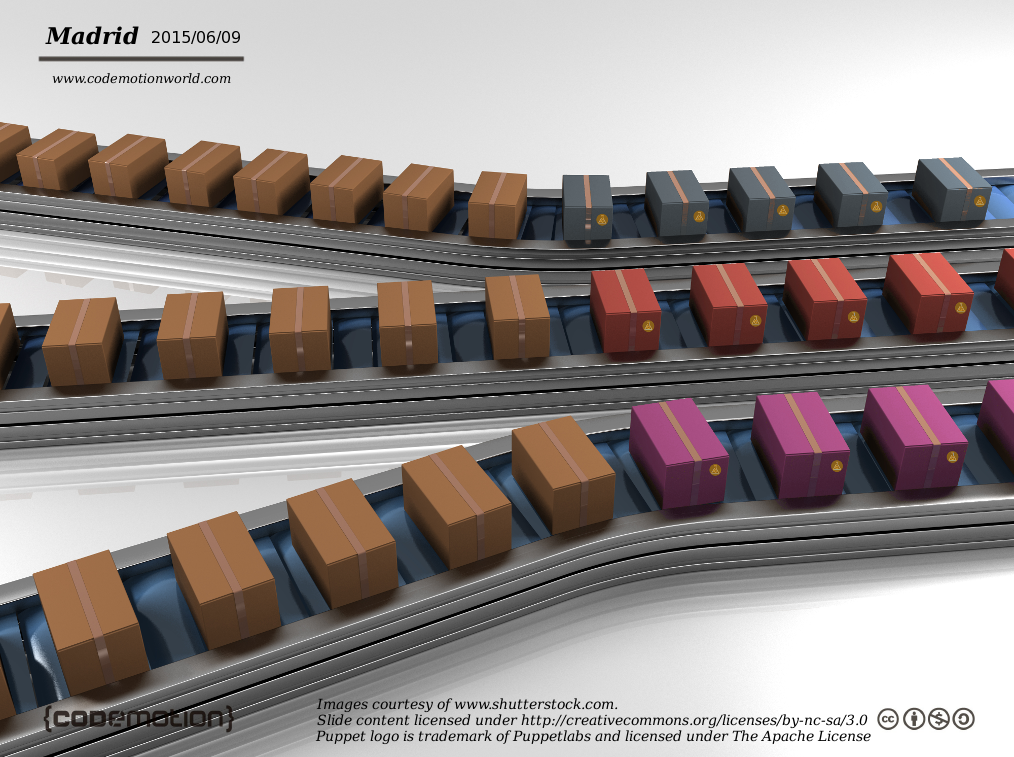 Madrid 2015/06/09
www.codemotionworld.com
{codemotion}
Images courtesy of www.shutterstock.com.
Slide content licensed under http://creativecommons.org/licenses/by-nc-sa/3.0
cc
Puppet logo is trademark of Puppetlabs and licensed under The Apache License